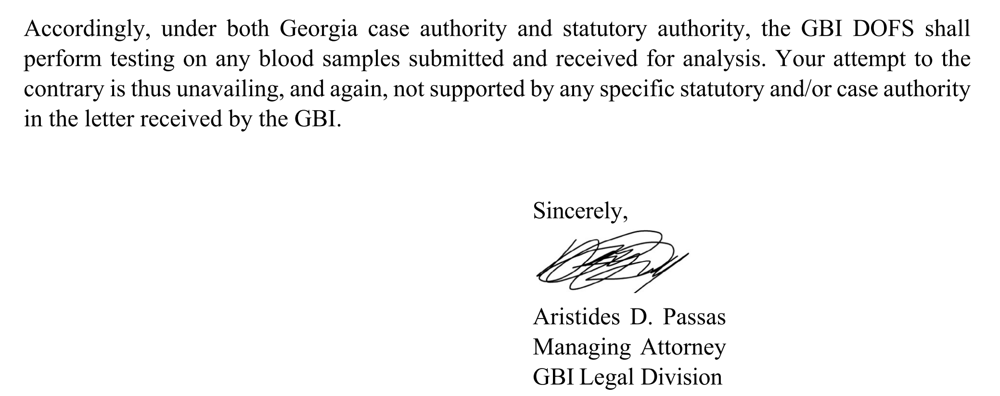 Accordingly, under both Georgia case authority and statutory authority, the GBI DOFS shall
perform testing on any blood samples submitted and received for analysis. Your attempt to the
contrary is thus unavailing, and again, not supported by any specific statutory and/or case authority
in the letter received by the GBI.
Sincerely,
Aristides D. Passas
Managing Attorney
GBI Legal Division